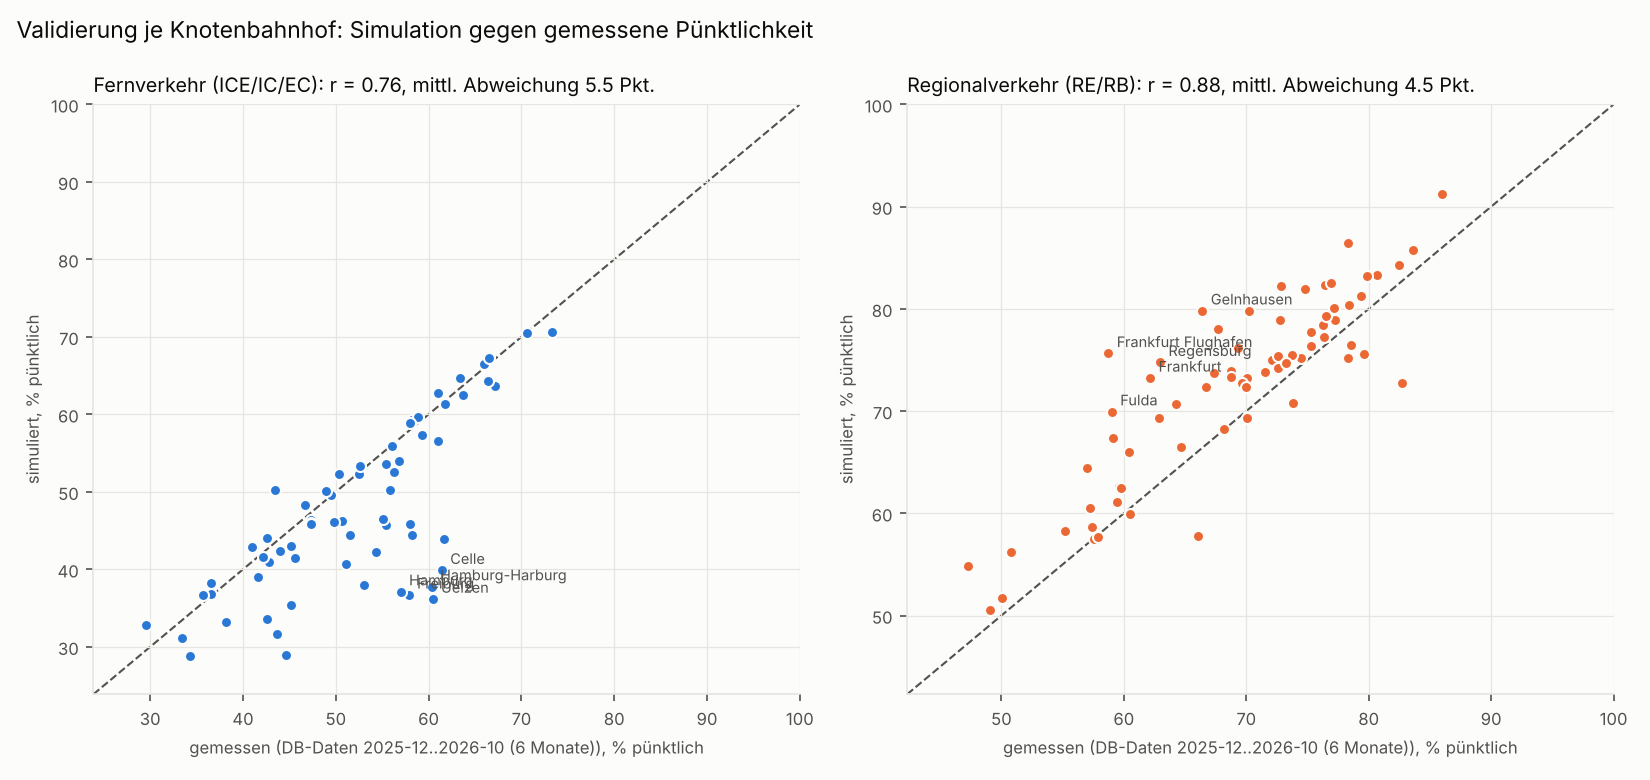 Validierung je Knotenbahnhof: Simulation gegen gemessene Pünktlichkeit
Fernverkehr (ICE/IC/EC): r = 0.76, mittl. Abweichung 5.5 Pkt.
simuliert, % pünktlich
100
90
80
70
60
50
40
30
Celle
Hamburg-Harburg
Hamburg
Freiburg
Uelzen
30 40 50 60 70 80 90 100
gemessen (DB-Daten 2025-12..2026-10 (6 Monate)), % pünktlich
Regionalverkehr (RE/RB): r = 0.88, mittl. Abweichung 4.5 Pkt.
simuliert, % pünktlich
100
90
80
70
60
50
Gelnhausen
Frankfurt Flughafen
Regensburg
Frankfurt
Fulda
50 60 70 80 90 100
gemessen (DB-Daten 2025-12..2026-10 (6 Monate)), % pünktlich